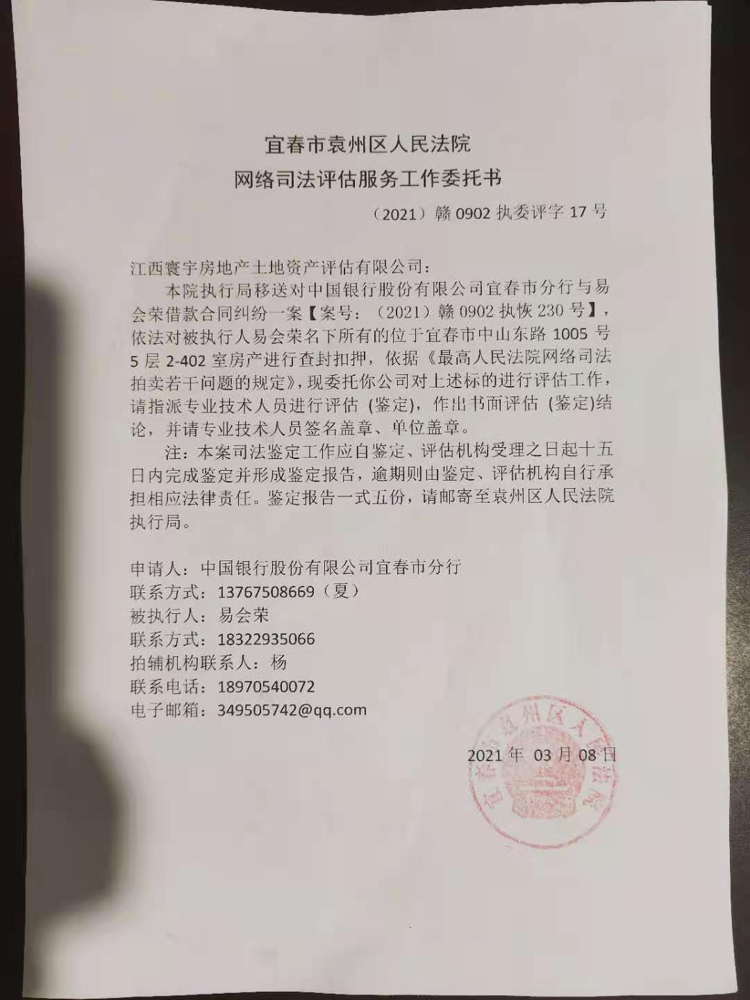 宜春市袁州区人民法院
网络司法评估服务工作委托书
（2021）赣 0902 执委评字 17 号
江西寰宇房地产土地资产评估有限公司：
本院执行局移送对中国银行股份有限公司宜春市分行与易
会荣借款合同纠纷一案【案号：（2021）赣 0902 执恢 230 号】，
依法对被执行人易会荣名下所有的位于宜春市中山东路 1005 号
5 层 2-402 室房产进行查封扣押，依据《最高人民法院网络司法
拍卖若干问题的规定》，现委托你公司对上述标的进行评估工作，
请指派专业技术人员进行评估 (鉴定)，作出书面评估 (鉴定)结
论，并请专业技术人员签名盖章、单位盖章。
注：本案司法鉴定工作应自鉴定、评估机构受理之日起十五
日内完成鉴定并形成鉴定报告，逾期则由鉴定、评估机构自行承
担相应法律责任。鉴定报告一式五份，请邮寄至袁州区人民法院
执行局。
申请人：中国银行股份有限公司宜春市分行
联系方式：13767508669（夏）
被执行人：易会荣
联系方式：18322935066
拍辅机构联系人：杨
联系电话：18970540072
电子邮箱：349505742@qq.com
2021 年 03 月 08 日
宜春市袁州区人民法院